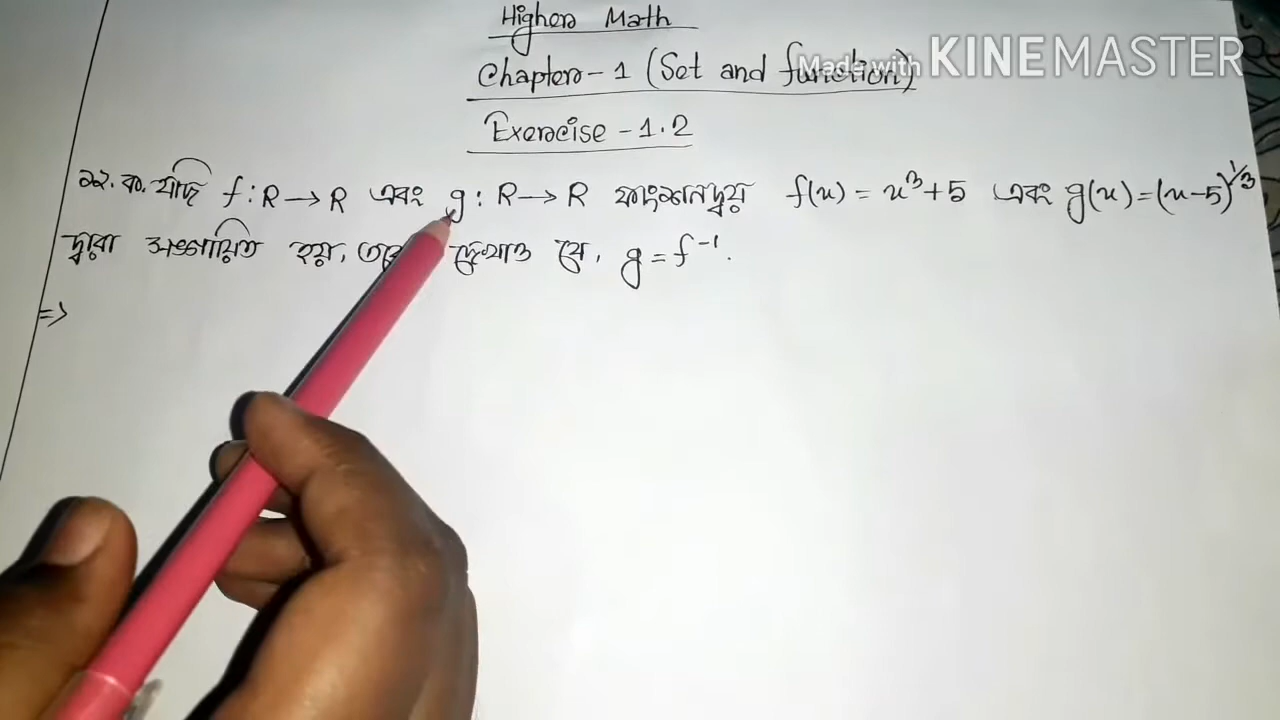 Higher Math
Made with KINEMASTER
Chapter-1 (Set and function)
Exercise-1.2
১২. ক. যদি f : R → R এবং g : R → R ফাংশনদ্বয় f(x) = x³+5 এবং g(x) = (x-5)^1/3
দ্বারা সংজ্ঞায়িত হয়, তবে দেখাও যে, g = f⁻¹.
=>